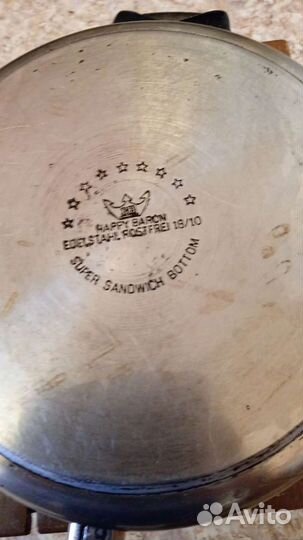 HAPPY BARON
EDELSTAHL ROSTFREI 18/10
SUPER SANDWICH BOTTOM
Avito